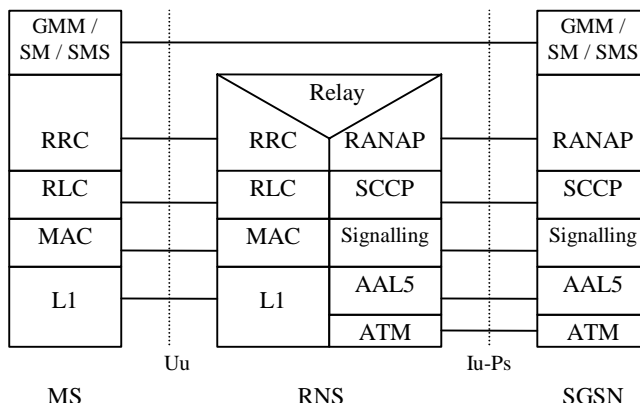 GMM /
SM / SMS
RRC
RLC
MAC
L1
MS
Uu
Relay
RRC
RANAP
RLC
SCCP
MAC
Signalling
L1
AAL5
ATM
RNS
Iu-Ps
GMM /
SM / SMS
RANAP
SCCP
Signalling
AAL5
ATM
SGSN